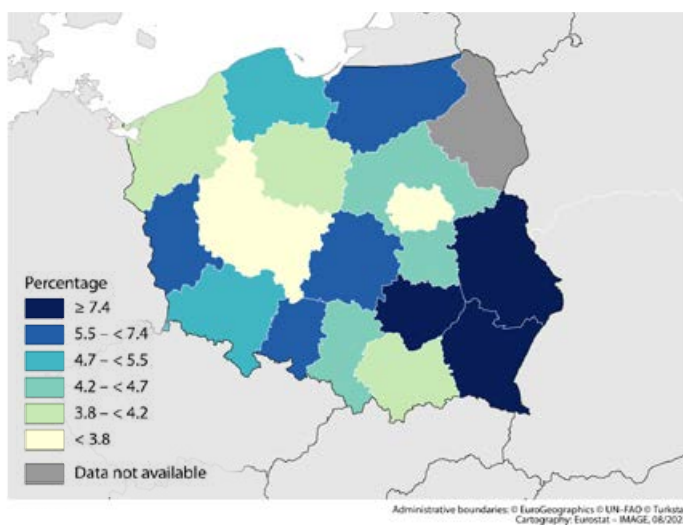 Percentage
≥ 7.4
5.5 – < 7.4
4.7 – < 5.5
4.2 – < 4.7
3.8 – < 4.2
< 3.8
Data not available
Administrative boundaries: © EuroGeographics © UN–FAO © Turksta
Cartography: Eurostat – IMAGE, 08/202